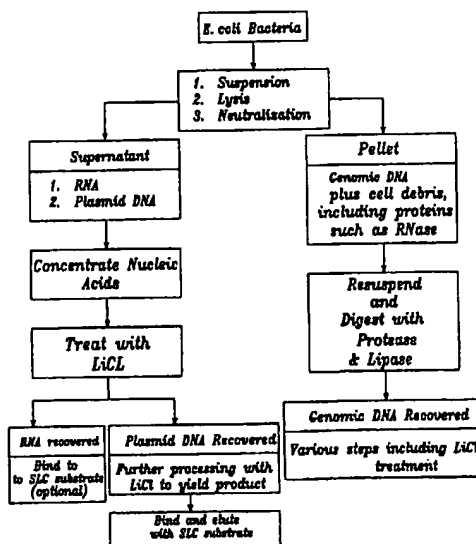 E. coli Bacteria
1. Suspension
2. Lysis
3. Neutralization
Supernatant
1. RNA
2. Plasmid DNA
Pellet
Genomic DNA
plus cell debris,
including proteins
such as RNase
Concentrate Nucleic
Acids
Resuspend
and
Digest with
Protease
& Lipase
Treat with
LiCL
RNA recovered
Bind to
to SLC substrate
(optional)
Plasmid DNA Recovered
Further processing with
LiCl to yield product
Genomic DNA Recovered
Various steps including LiCl
treatment
Bind and elute
with SLC substrate